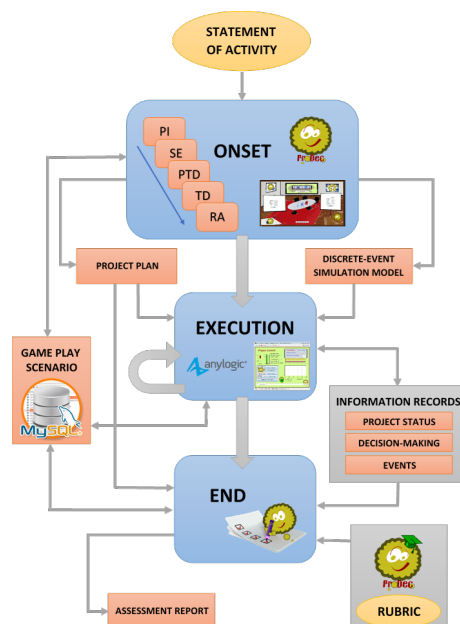 STATEMENT
OF ACTIVITY
ONSET
PI
SE
PTD
TD
RA
ProDec
PROJECT PLAN
DISCRETE-EVENT
SIMULATION MODEL
EXECUTION
anylogic
GAME PLAY
SCENARIO
MySQL
INFORMATION RECORDS
PROJECT STATUS
DECISION-MAKING
EVENTS
END
ProDec
RUBRIC
ASSESSMENT REPORT